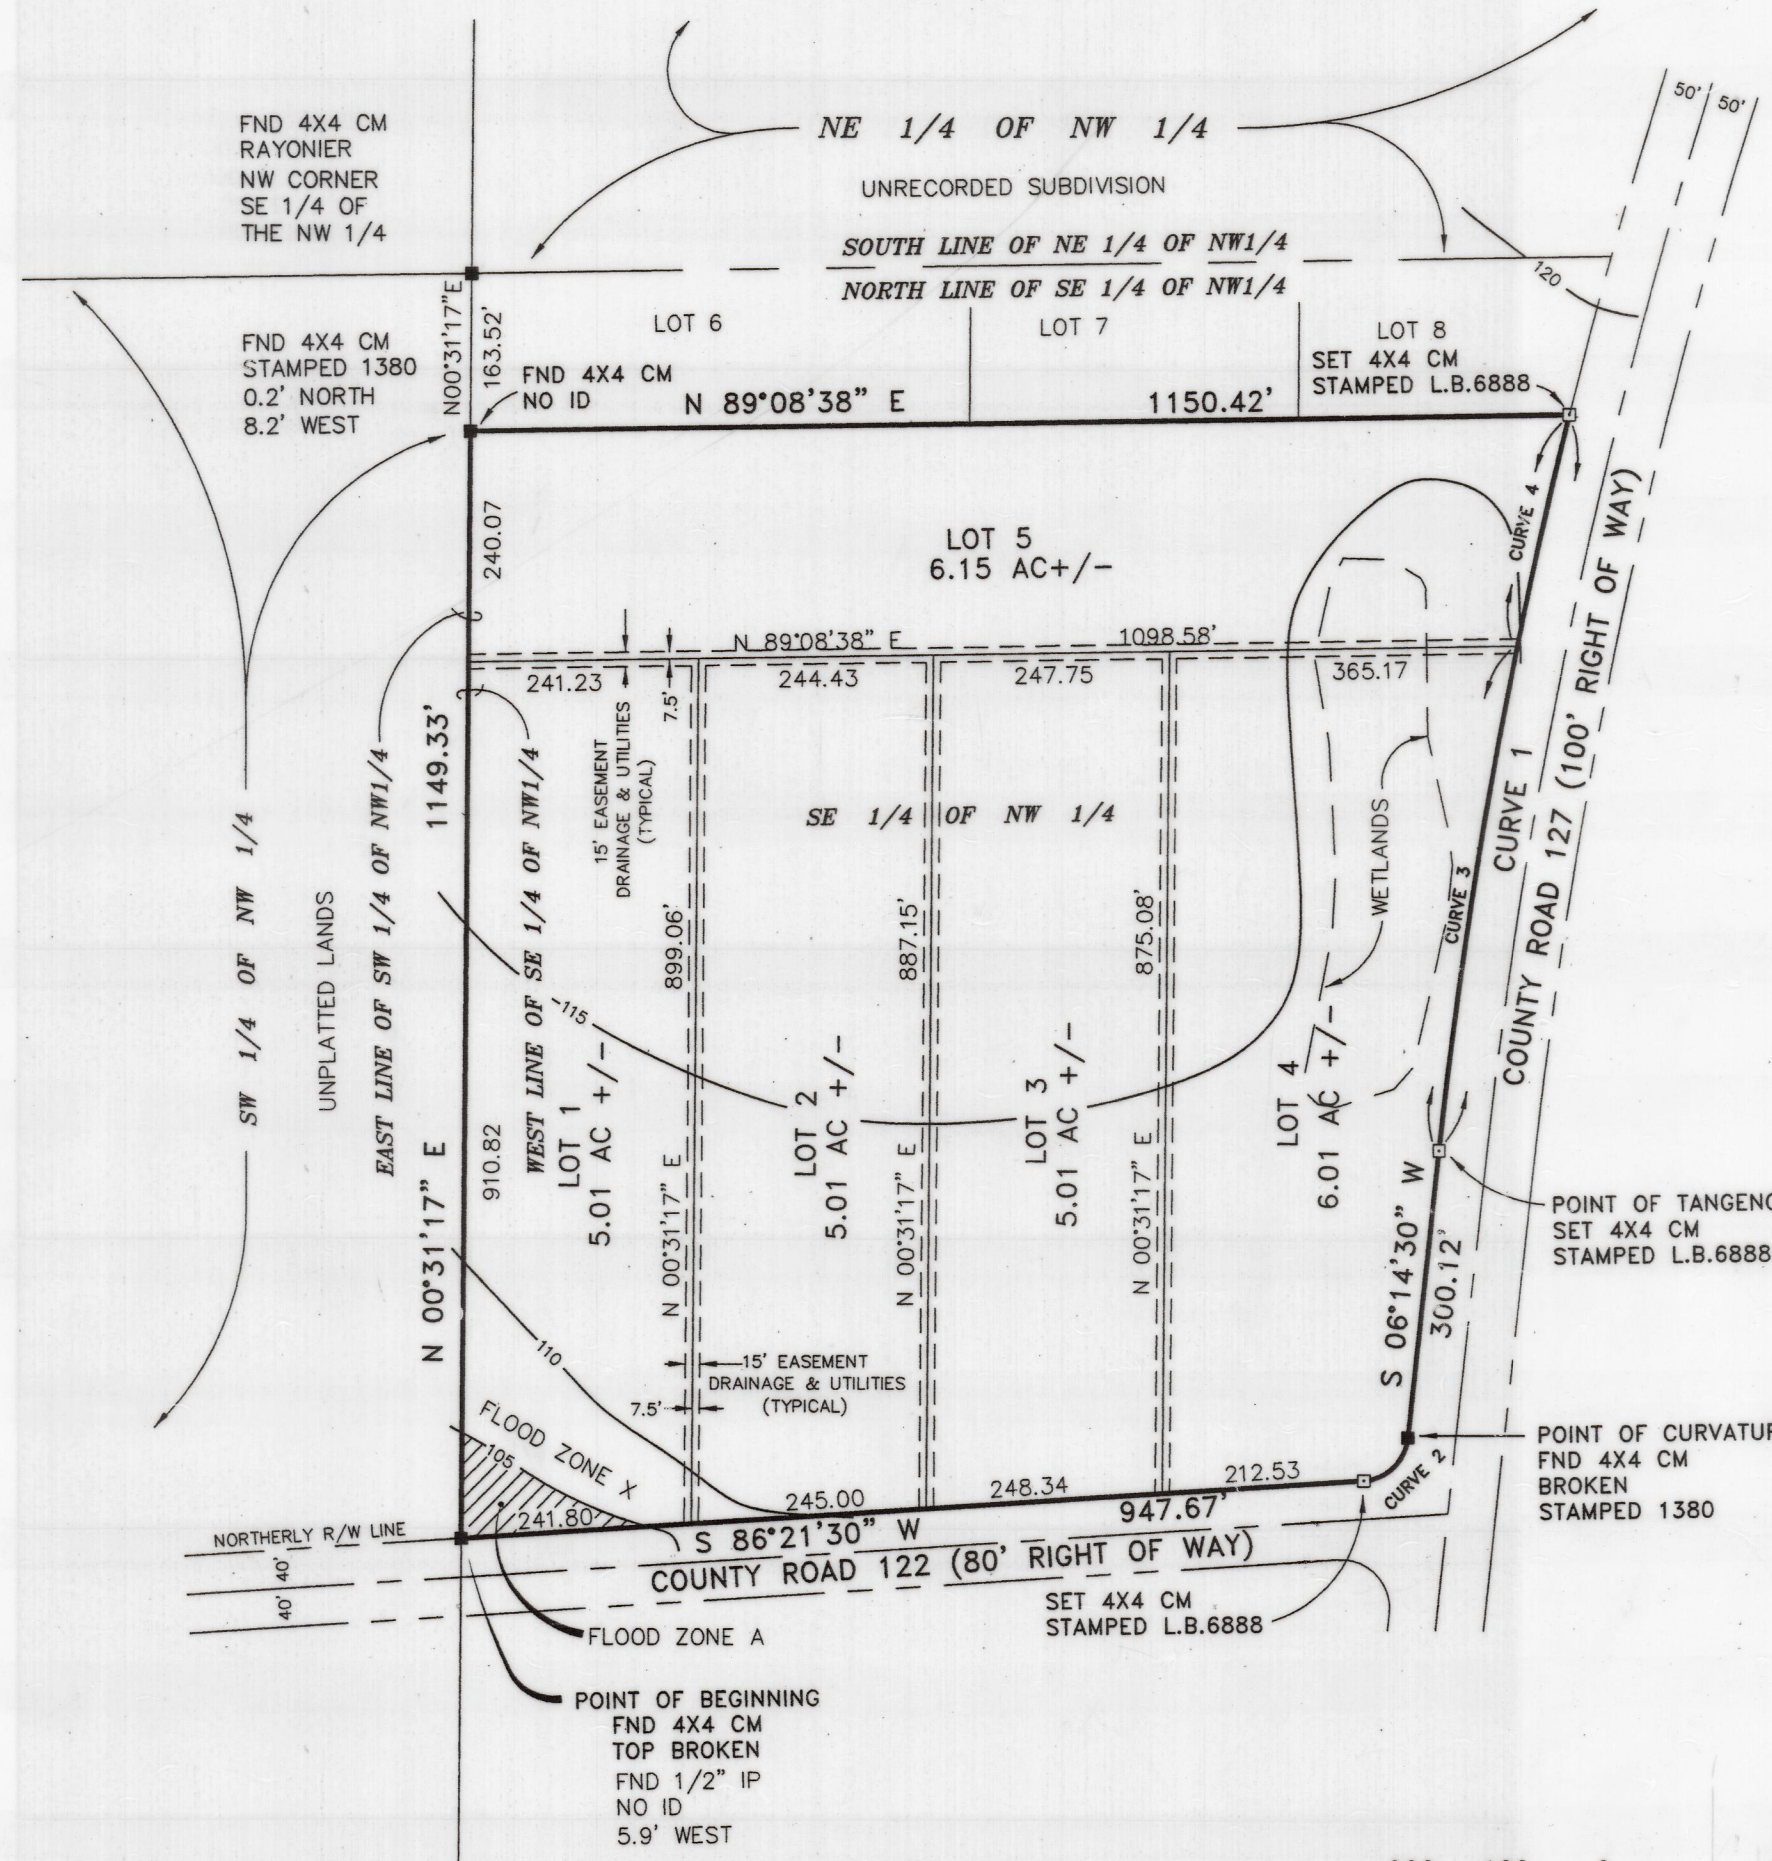 50' 50'
FND 4X4 CM
RAYONIER
NW CORNER
SE 1/4 OF
THE NW 1/4
NE 1/4 OF NW 1/4
UNRECORDED SUBDIVISION
SOUTH LINE OF NE 1/4 OF NW1/4
NORTH LINE OF SE 1/4 OF NW1/4
120
N00°31'17"E
163.52'
LOT 6
LOT 7
LOT 8
FND 4X4 CM
STAMPED 1380
0.2' NORTH
8.2' WEST
FND 4X4 CM
NO ID
SET 4X4 CM
STAMPED L.B.6888
N 89°08'38" E 1150.42'
240.07
LOT 5
6.15 AC+/-
CURVE 4
N 89°08'38" E 1098.58'
241.23
244.43
247.75
365.17
7.5'
15' EASEMENT
DRAINAGE & UTILITIES
(TYPICAL)
SW 1/4 OF NW 1/4
UNPLATTED LANDS
EAST LINE OF SW 1/4 OF NW1/4
N 00°31'17" E 1149.33'
910.82
WEST LINE OF SE 1/4 OF NW1/4
SE 1/4 OF NW 1/4
899.06'
887.15'
875.08'
WETLANDS
CURVE 3
CURVE 1
COUNTY ROAD 127 (100' RIGHT OF WAY)
115
LOT 1
5.01 AC +/-
LOT 2
5.01 AC +/-
LOT 3
5.01 AC +/-
LOT 4
6.01 AC +/-
N 00°31'17" E
N 00°31'17" E
N 00°31'17" E
S 06°14'30" W
300.12'
POINT OF TANGENC
SET 4X4 CM
STAMPED L.B.6888
110
15' EASEMENT
DRAINAGE & UTILITIES
(TYPICAL)
7.5'
FLOOD ZONE X
105
POINT OF CURVATUR
FND 4X4 CM
BROKEN
STAMPED 1380
CURVE 2
241.80
245.00
248.34
212.53
NORTHERLY R/W LINE
S 86°21'30" W 947.67'
COUNTY ROAD 122 (80' RIGHT OF WAY)
40'
40'
SET 4X4 CM
STAMPED L.B.6888
FLOOD ZONE A
POINT OF BEGINNING
FND 4X4 CM
TOP BROKEN
FND 1/2" IP
NO ID
5.9' WEST